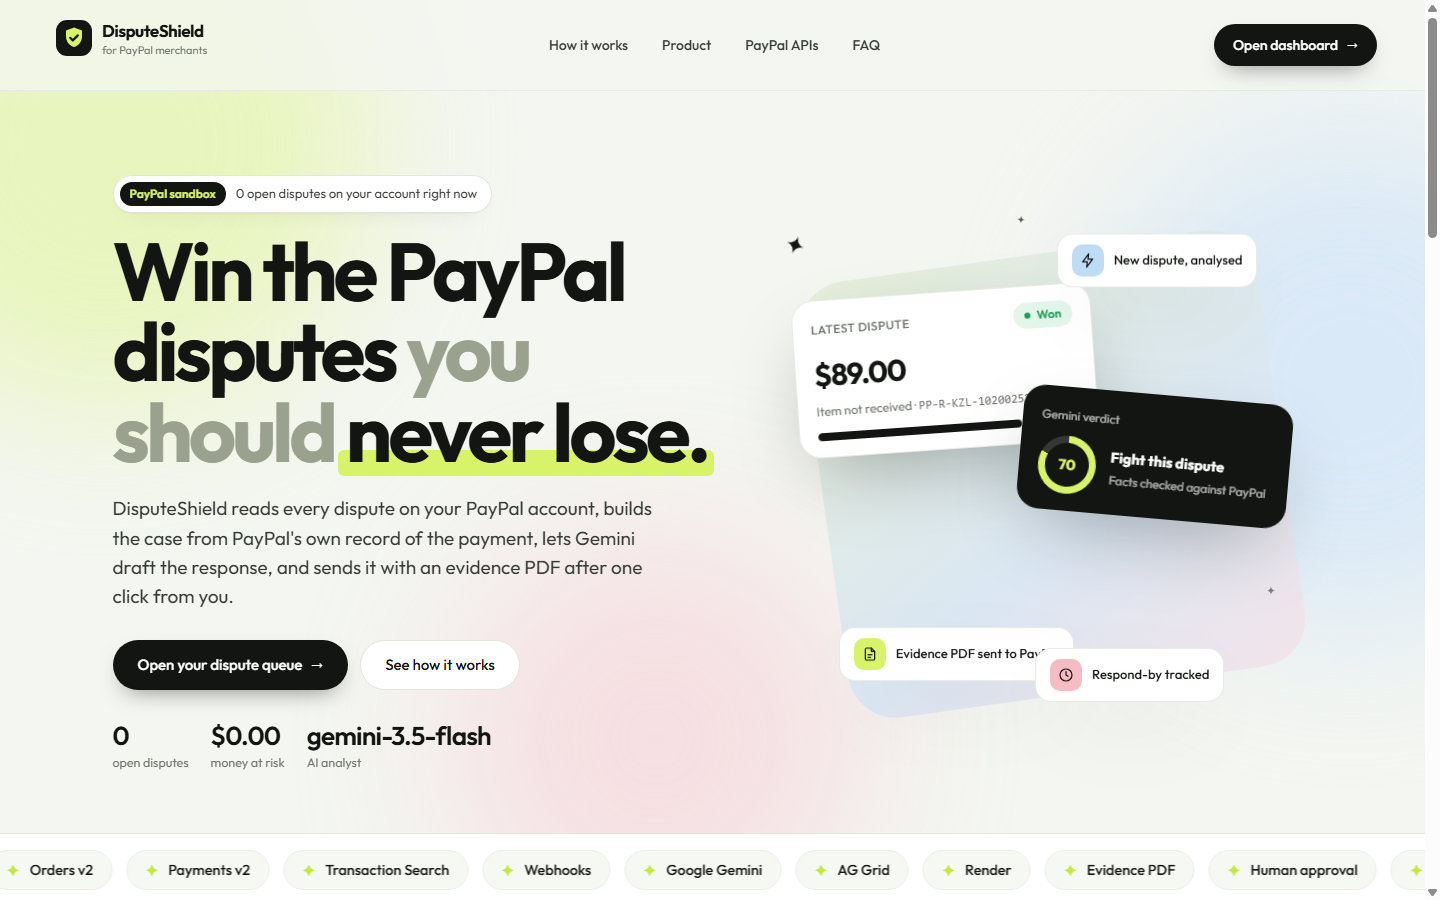 DisputeShield
for PayPal merchants
How it works
Product
PayPal APIs
FAQ
Open dashboard →
PayPal sandbox
0 open disputes on your account right now
Win the PayPal
disputes you
should never lose.
DisputeShield reads every dispute on your PayPal account, builds
the case from PayPal's own record of the payment, lets Gemini
draft the response, and sends it with an evidence PDF after one
click from you.
Open your dispute queue →
See how it works
0
open disputes
$0.00
money at risk
gemini-3.5-flash
AI analyst
New dispute, analysed
LATEST DISPUTE
Won
$89.00
Item not received · PP-R-KZL-1020025
Gemini verdict
70
Fight this dispute
Facts checked against PayPal
Evidence PDF sent to
Respond-by tracked
Orders v2
Payments v2
Transaction Search
Webhooks
Google Gemini
AG Grid
Render
Evidence PDF
Human approval